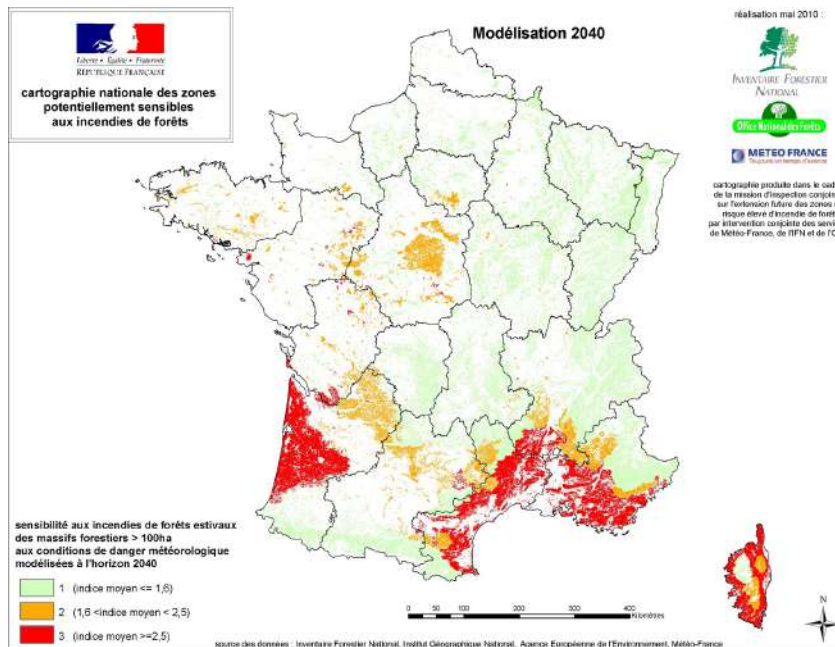 Liberté • Égalité • Fraternité
RÉPUBLIQUE FRANÇAISE
cartographie nationale des zones
potentiellement sensibles
aux incendies de forêts
Modélisation 2040
réalisation mai 2010 :
INVENTAIRE FORESTIER
NATIONAL
Office National des Forêts
METEO FRANCE
Toujours un temps d'avance
cartographie produite dans le cad
de la mission d'inspection conjoin
sur l'extension future des zones
risque élevé d'incendie de forê
par intervention conjointe des servic
de Météo-France, de l'IFN et de l'O
sensibilité aux incendies de forêts estivaux
des massifs forestiers > 100ha
aux conditions de danger météorologique
modélisées à l'horizon 2040
1 (indice moyen <= 1,6)
2 (1,6 <indice moyen < 2,5)
3 (indice moyen >=2,5)
0 50 100 200 300 400
Kilomètres
N
source des données : Inventaire Forestier National, Institut Géographique National, Agence Européenne de l'Environnement, Météo-France